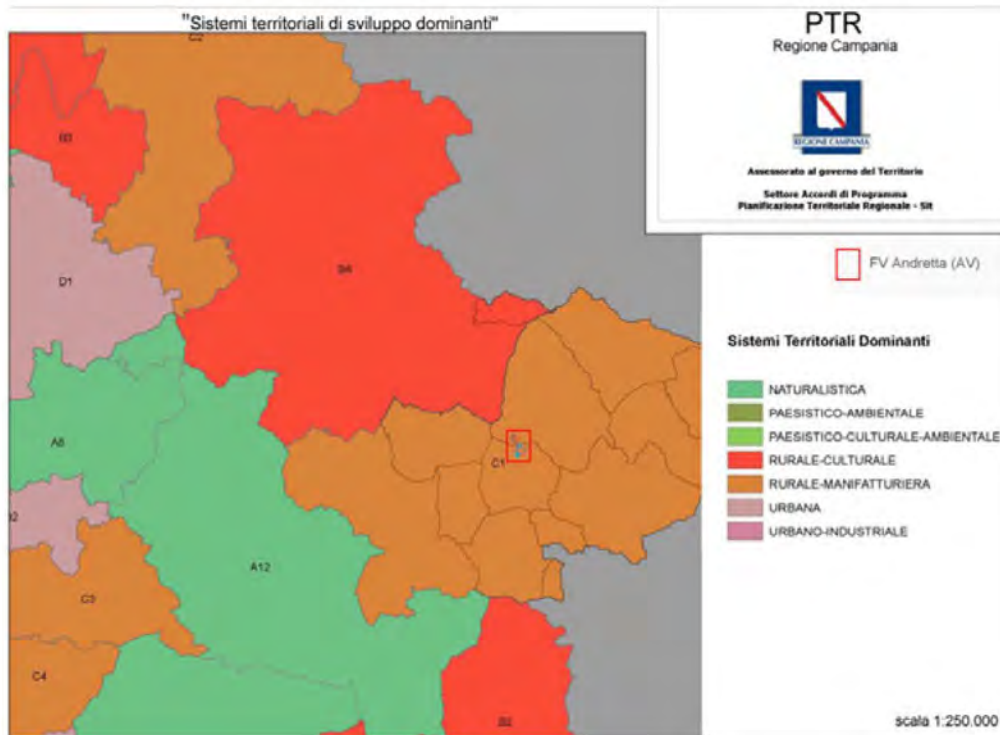 "Sistemi territoriali di sviluppo dominanti"
PTR
Regione Campania
REGIONE CAMPANIA
Assessorato al governo del Territorio
Settore Accordi di Programma
Pianificazione Territoriale Regionale - Sit
FV Andretta (AV)
Sistemi Territoriali Dominanti
NATURALISTICA
PAESISTICO-AMBIENTALE
PAESISTICO-CULTURALE-AMBIENTALE
RURALE-CULTURALE
RURALE-MANIFATTURIERA
URBANA
URBANO-INDUSTRIALE
D1
C1
A12
C3
C4
scala 1:250.000